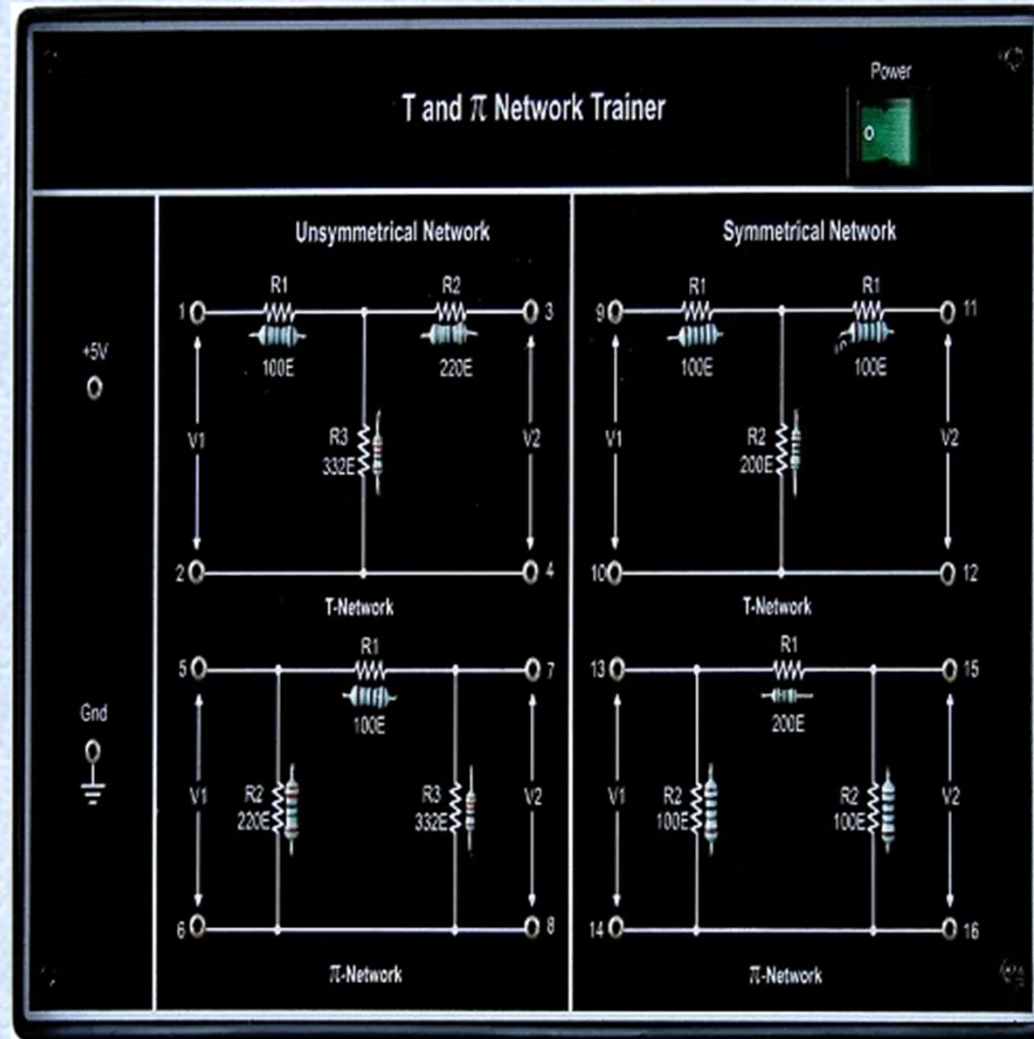 Power
T and π Network Trainer
+5V
Gnd
Unsymmetrical Network
R1
R2
1
3
100E
220E
V1
R3
332E
V2
2
4
T-Network
R1
5
7
100E
V1
R2
220E
R3
332E
V2
6
8
π-Network
Symmetrical Network
R1
R1
9
11
100E
100E
V1
R2
200E
V2
10
12
T-Network
R1
13
15
200E
V1
R2
100E
R2
100E
V2
14
16
π-Network